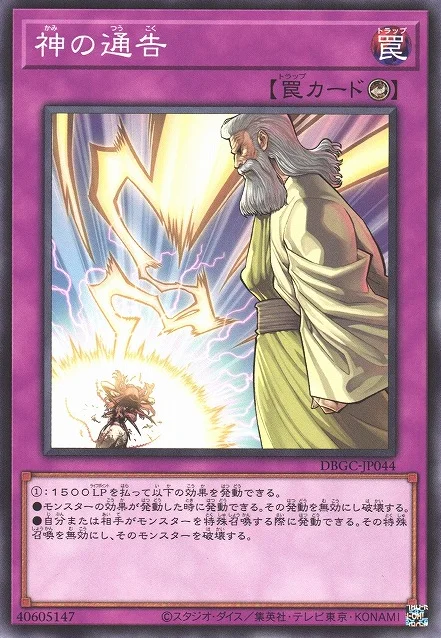 神の通告
罠
【罠カード】
DBGC-JP044
①:1500LPを払って以下の効果を発動できる。
●モンスターの効果が発動した時に発動できる。その発動を無効にし破壊する。
●自分または相手がモンスターを特殊召喚する際に発動できる。その特殊
召喚を無効にし、そのモンスターを破壊する。
40605147
©スタジオ・ダイス/集英社・テレビ東京・KONAMI